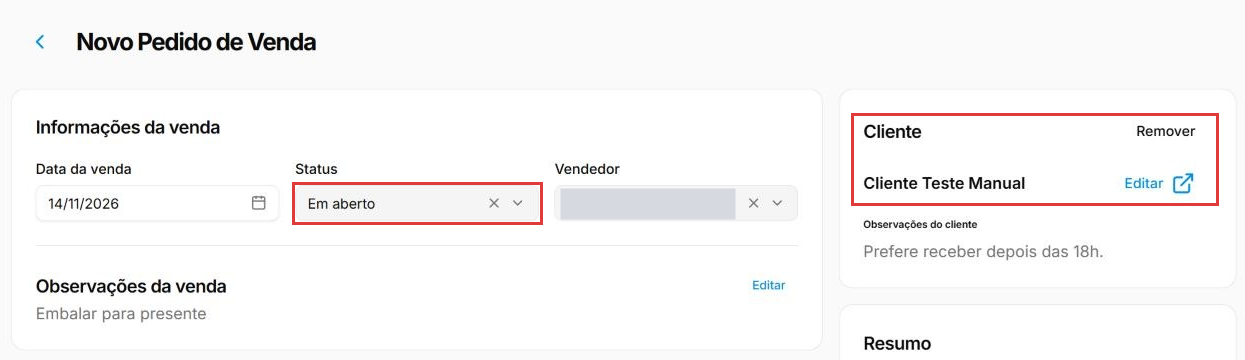 Novo Pedido de Venda
Informações da venda
Data da venda
Status
Vendedor
14/11/2026
Em aberto
Observações da venda
Editar
Embalar para presente
Cliente
Remover
Cliente Teste Manual
Editar
Observações do cliente
Prefere receber depois das 18h.
Resumo